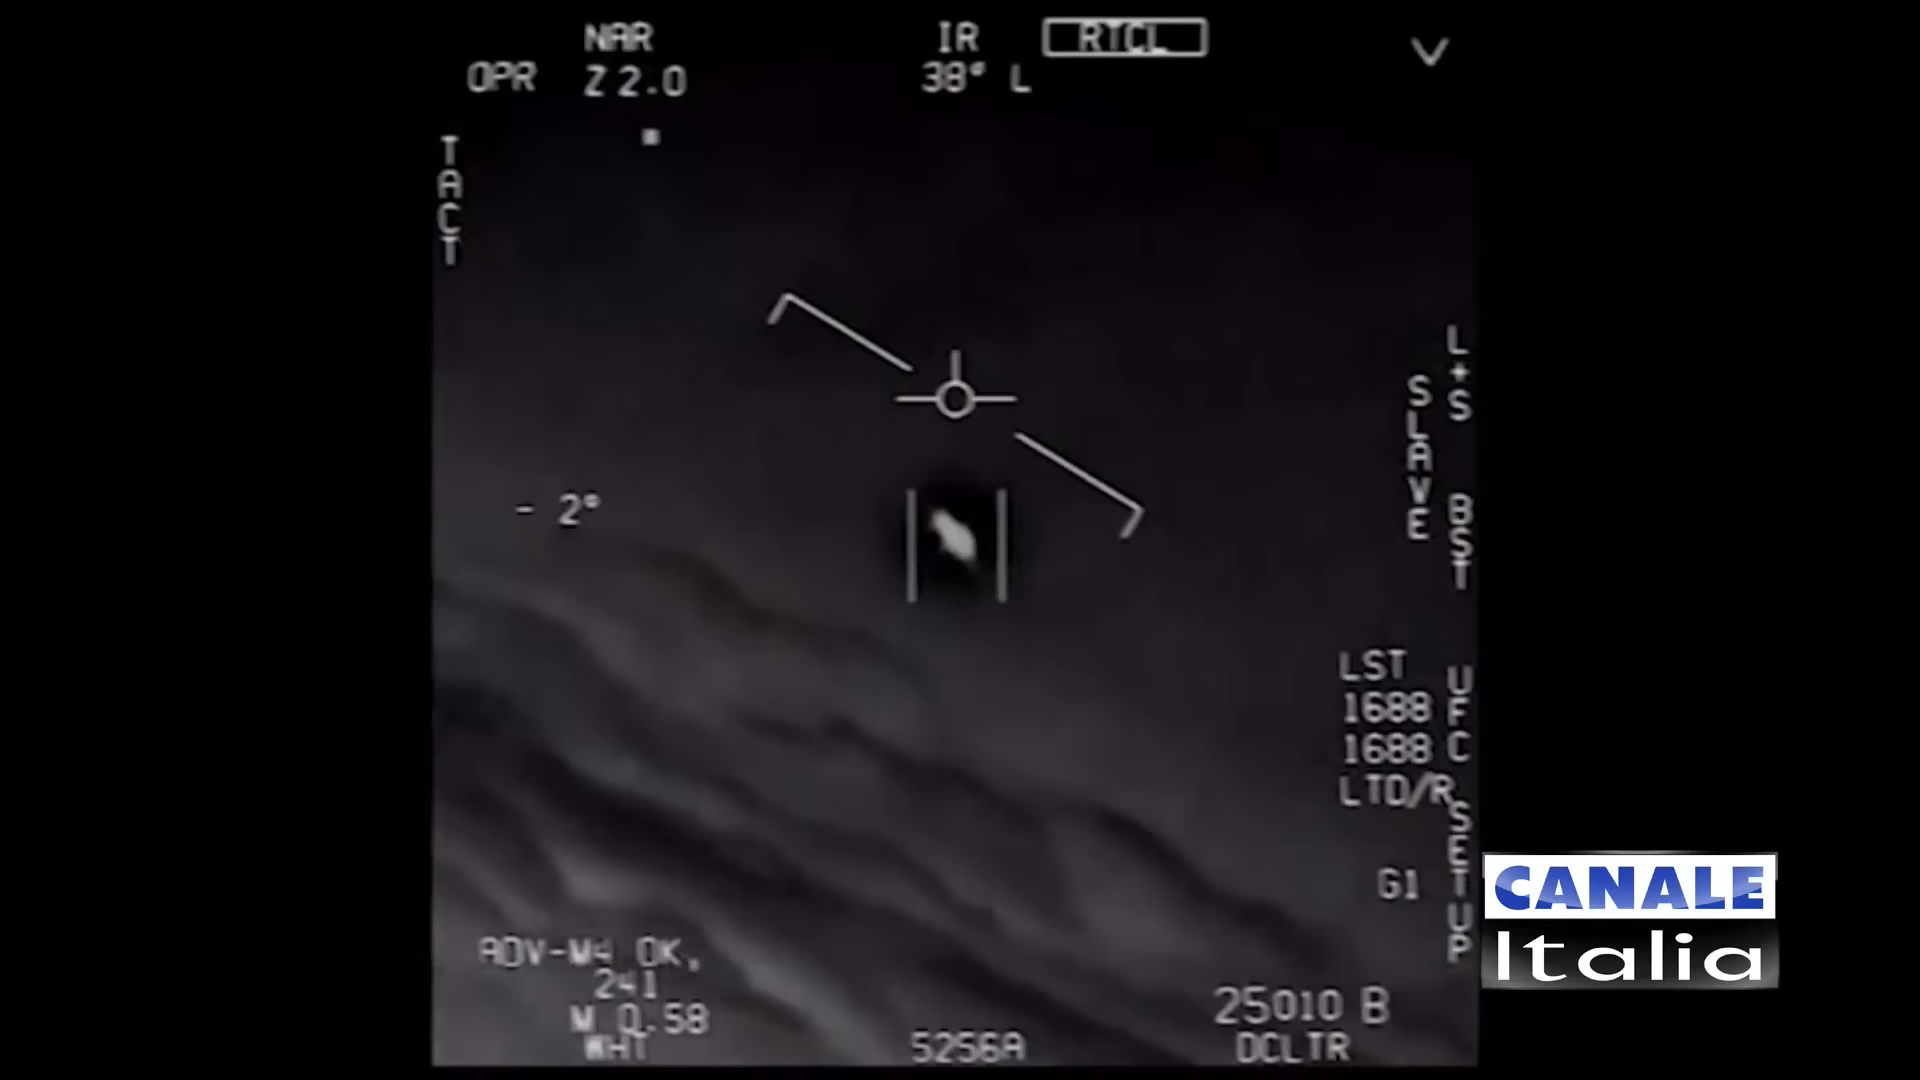 NAR
IR
RTCL
OPR
Z 2.0
38° L
TACT
- 2°
L+S
SLAVE
BST
LST
1688
1688
LTD/R
UFC
SETUP
G1
ADV-M4 OK,
241
M 0.58
WHT
5256A
25010 B
DCLTR
CANALE
Italia